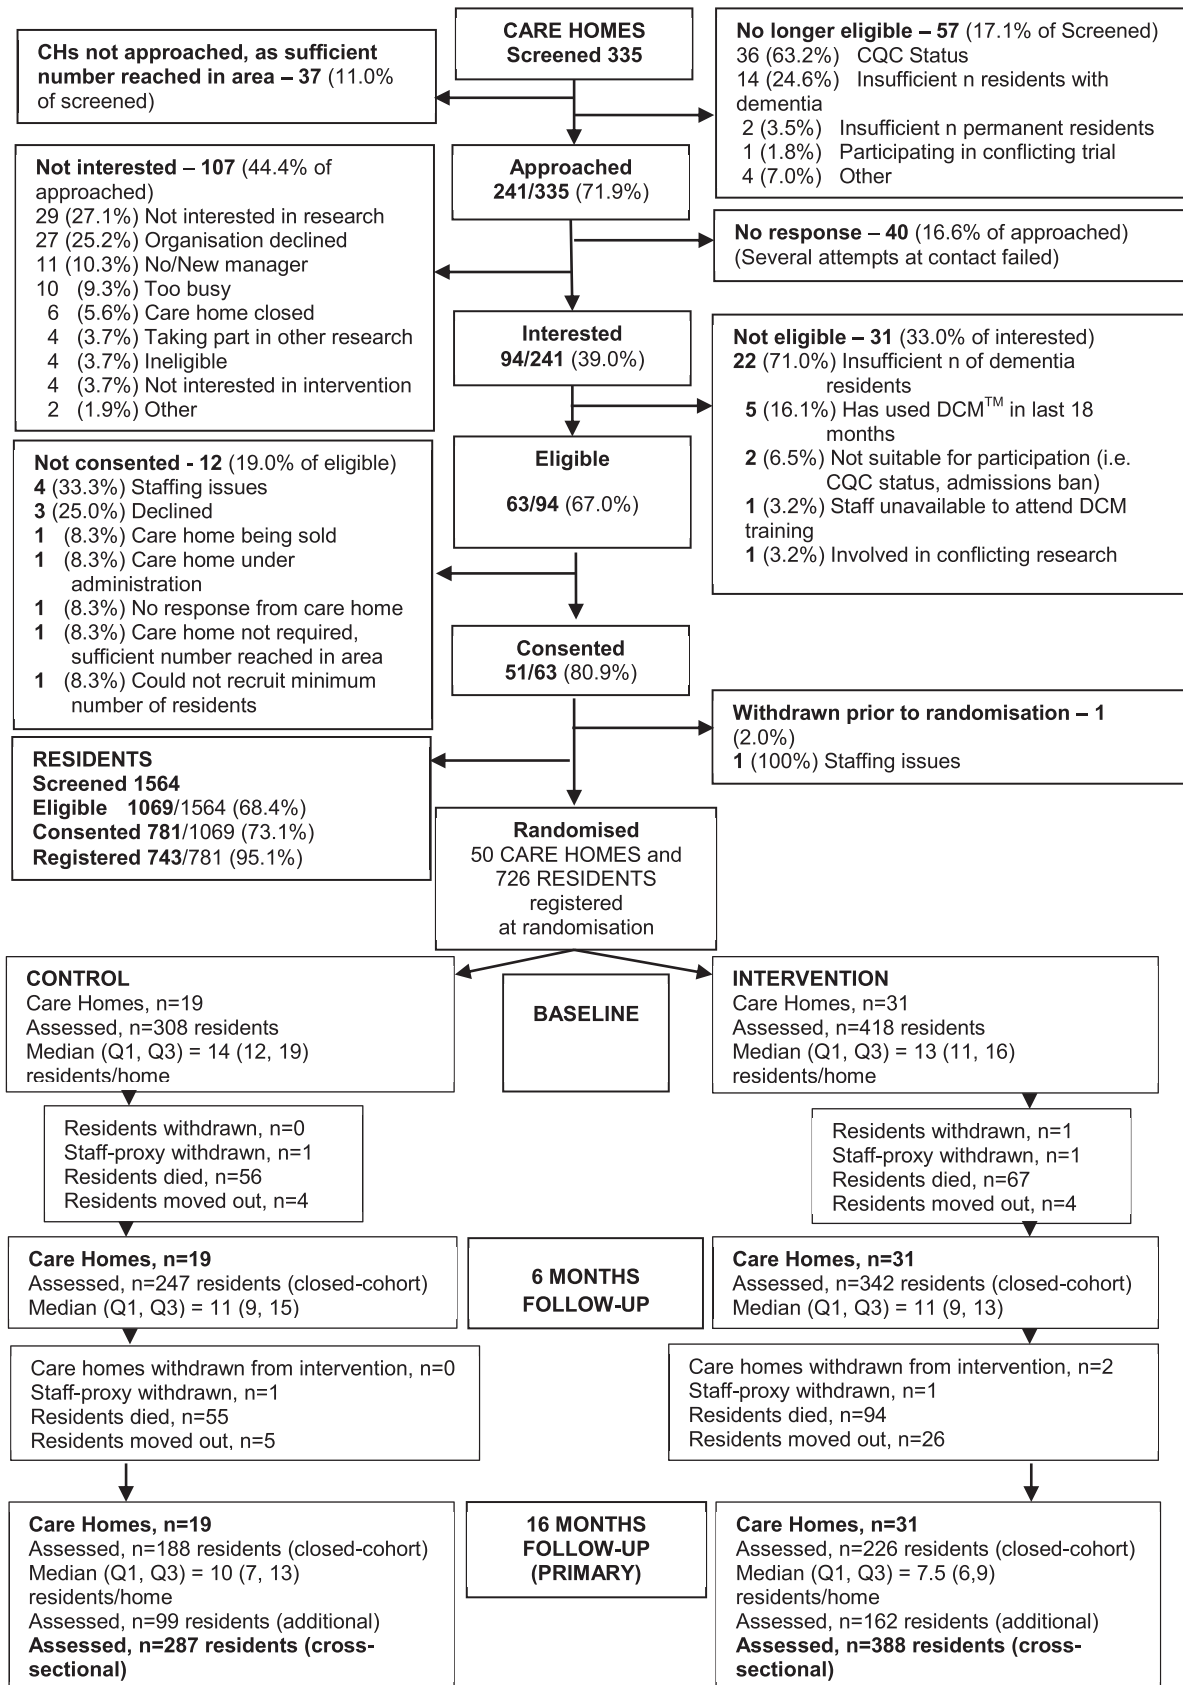 CARE HOMES
Screened 335
CHs not approached, as sufficient
number reached in area – 37 (11.0%
of screened)
No longer eligible – 57 (17.1% of Screened)
36 (63.2%) CQC Status
14 (24.6%) Insufficient n residents with
dementia
2 (3.5%) Insufficient n permanent residents
1 (1.8%) Participating in conflicting trial
4 (7.0%) Other
Approached
241/335 (71.9%)
Not interested – 107 (44.4% of
approached)
29 (27.1%) Not interested in research
27 (25.2%) Organisation declined
11 (10.3%) No/New manager
10 (9.3%) Too busy
6 (5.6%) Care home closed
4 (3.7%) Taking part in other research
4 (3.7%) Ineligible
4 (3.7%) Not interested in intervention
2 (1.9%) Other
No response – 40 (16.6% of approached)
(Several attempts at contact failed)
Interested
94/241 (39.0%)
Not eligible – 31 (33.0% of interested)
22 (71.0%) Insufficient n of dementia
residents
5 (16.1%) Has used DCM™ in last 18
months
2 (6.5%) Not suitable for participation (i.e.
CQC status, admissions ban)
1 (3.2%) Staff unavailable to attend DCM
training
1 (3.2%) Involved in conflicting research
Eligible
63/94 (67.0%)
Not consented - 12 (19.0% of eligible)
4 (33.3%) Staffing issues
3 (25.0%) Declined
1 (8.3%) Care home being sold
1 (8.3%) Care home under
administration
1 (8.3%) No response from care home
1 (8.3%) Care home not required,
sufficient number reached in area
1 (8.3%) Could not recruit minimum
number of residents
Consented
51/63 (80.9%)
Withdrawn prior to randomisation – 1
(2.0%)
1 (100%) Staffing issues
RESIDENTS
Screened 1564
Eligible 1069/1564 (68.4%)
Consented 781/1069 (73.1%)
Registered 743/781 (95.1%)
Randomised
50 CARE HOMES and
726 RESIDENTS
registered
at randomisation
CONTROL
Care Homes, n=19
Assessed, n=308 residents
Median (Q1, Q3) = 14 (12, 19)
residents/home
BASELINE
INTERVENTION
Care Homes, n=31
Assessed, n=418 residents
Median (Q1, Q3) = 13 (11, 16)
residents/home
Residents withdrawn, n=0
Staff-proxy withdrawn, n=1
Residents died, n=56
Residents moved out, n=4
Residents withdrawn, n=1
Staff-proxy withdrawn, n=1
Residents died, n=67
Residents moved out, n=4
Care Homes, n=19
Assessed, n=247 residents (closed-cohort)
Median (Q1, Q3) = 11 (9, 15)
6 MONTHS
FOLLOW-UP
Care Homes, n=31
Assessed, n=342 residents (closed-cohort)
Median (Q1, Q3) = 11 (9, 13)
Care homes withdrawn from intervention, n=0
Staff-proxy withdrawn, n=1
Residents died, n=55
Residents moved out, n=5
Care homes withdrawn from intervention, n=2
Staff-proxy withdrawn, n=1
Residents died, n=94
Residents moved out, n=26
Care Homes, n=19
Assessed, n=188 residents (closed-cohort)
Median (Q1, Q3) = 10 (7, 13)
residents/home
Assessed, n=99 residents (additional)
Assessed, n=287 residents (cross-
sectional)
16 MONTHS
FOLLOW-UP
(PRIMARY)
Care Homes, n=31
Assessed, n=226 residents (closed-cohort)
Median (Q1, Q3) = 7.5 (6,9)
residents/home
Assessed, n=162 residents (additional)
Assessed, n=388 residents (cross-
sectional)